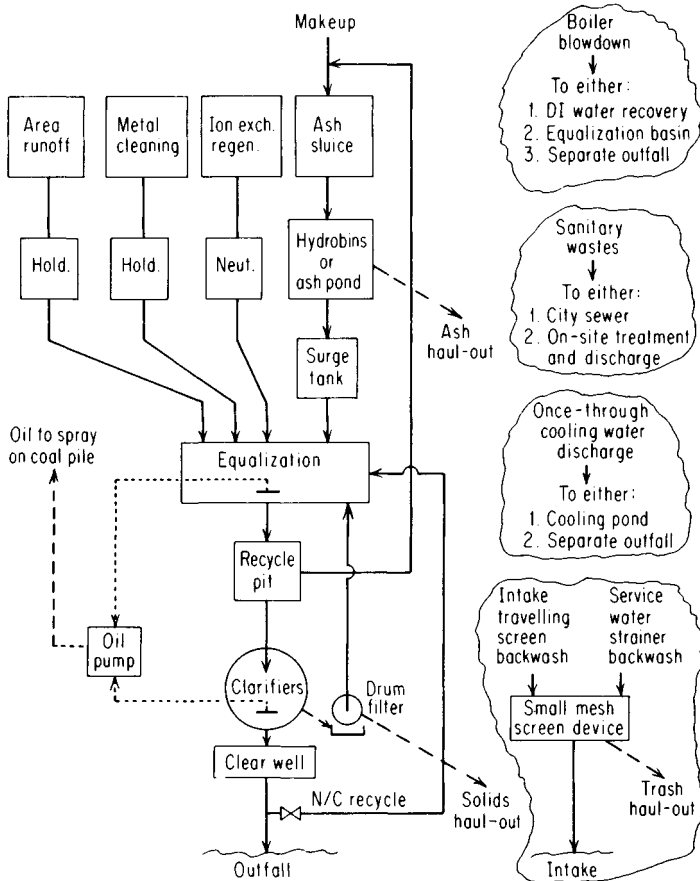 Makeup
Area
runoff
Metal
cleaning
Ion exch.
regen.
Ash
sluice
Hold.
Hold.
Neut.
Hydrobins
or
ash pond
Ash
haul-out
Surge
tank
Oil to spray
on coal pile
Equalization
Recycle
pit
Oil
pump
Clarifiers
Drum
filter
Clear well
N/C recycle
Solids
haul-out
Outfall
Boiler
blowdown
To either:
1. DI water recovery
2. Equalization basin
3. Separate outfall
Sanitary
wastes
To either:
1. City sewer
2. On-site treatment
and discharge
Once-through
cooling water
discharge
To either:
1. Cooling pond
2. Separate outfall
Intake
travelling
screen
backwash
Service
water
strainer
backwash
Small mesh
screen device
Trash
haul-out
Intake